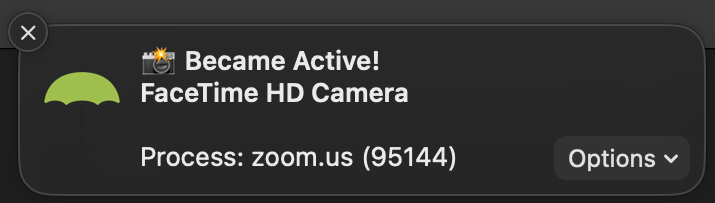 📸 Became Active!
FaceTime HD Camera
Process: zoom.us (95144)
Options